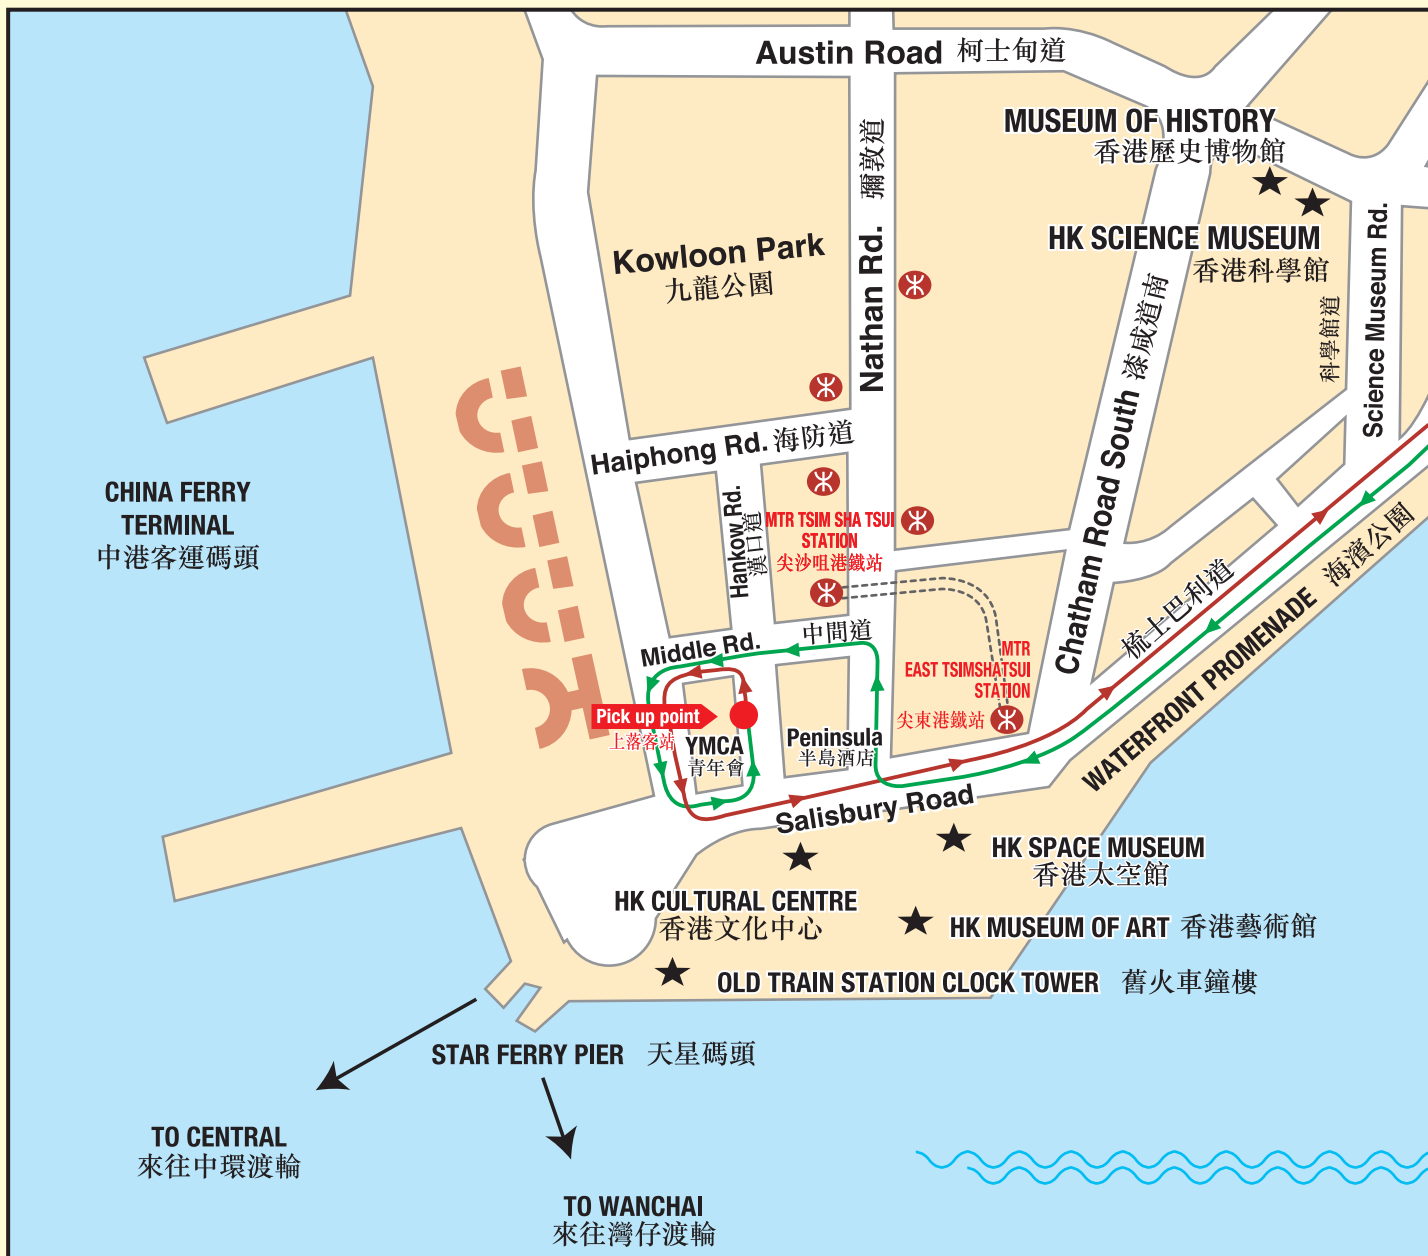 Austin Road 柯士甸道
MUSEUM OF HISTORY
香港歷史博物館
彌敦道
Nathan Rd.
HK SCIENCE MUSEUM
香港科學館
Science Museum Rd.
科學館道
Kowloon Park
九龍公園
Chatham Road South 漆咸道南
Haiphong Rd. 海防道
Hankow Rd.
漢口道
CHINA FERRY
TERMINAL
中港客運碼頭
MTR TSIM SHA TSUI
STATION
尖沙咀港鐵站
Middle Rd. 中間道
MTR
EAST TSIMSHATSUI
STATION
尖東港鐵站
梳士巴利道
WATERFRONT PROMENADE 海濱公園
Pick up point
上落客站
YMCA
青年會
Peninsula
半島酒店
Salisbury Road
HK SPACE MUSEUM
香港太空館
HK CULTURAL CENTRE
香港文化中心
HK MUSEUM OF ART 香港藝術館
OLD TRAIN STATION CLOCK TOWER 舊火車鐘樓
STAR FERRY PIER 天星碼頭
TO CENTRAL
來往中環渡輪
TO WANCHAI
來往灣仔渡輪